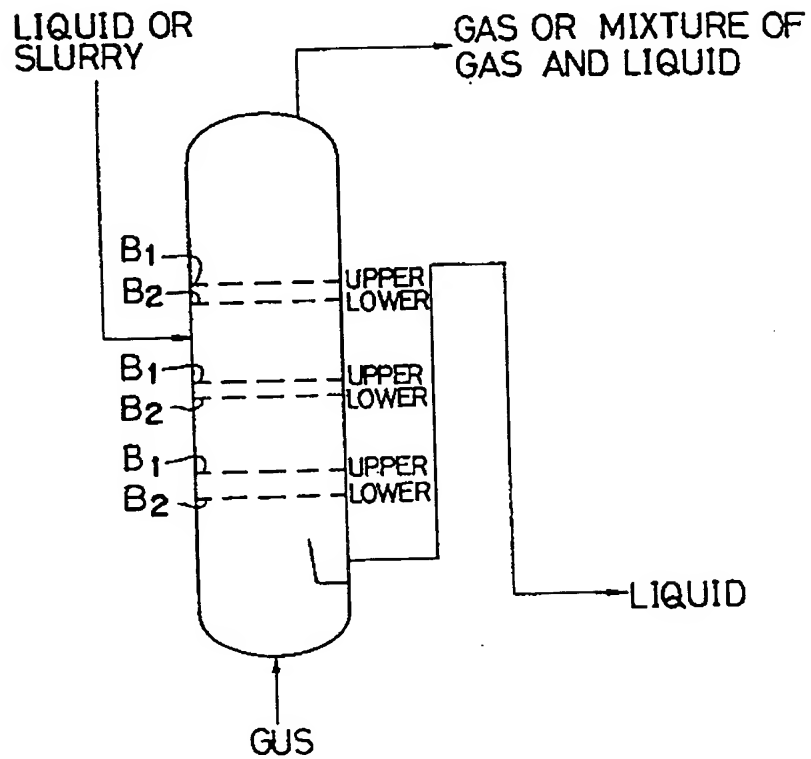 LIQUID OR
SLURRY
GAS OR MIXTURE OF
GAS AND LIQUID
B1
UPPER
B2
LOWER
B1
UPPER
B2
LOWER
B1
UPPER
B2
LOWER
LIQUID
GUS